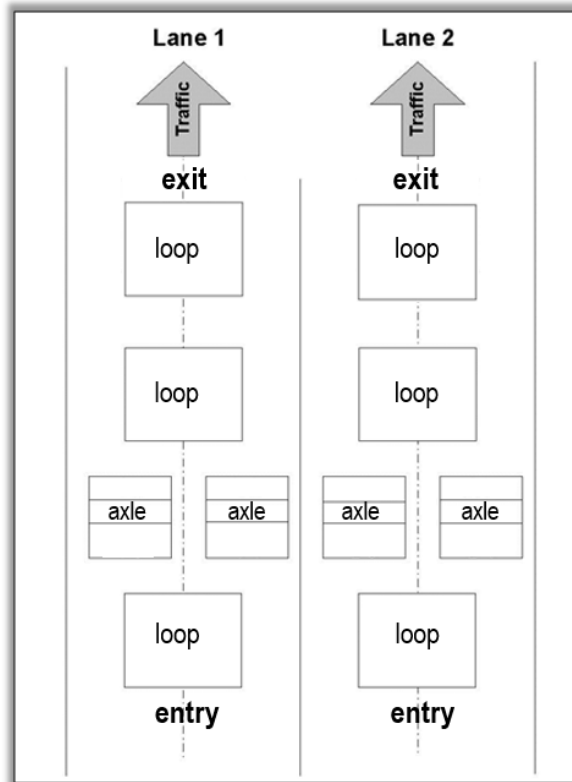 Lane 1 Lane 2
Traffic Traffic
exit exit
loop loop
loop loop
axle axle axle axle
loop loop
entry entry